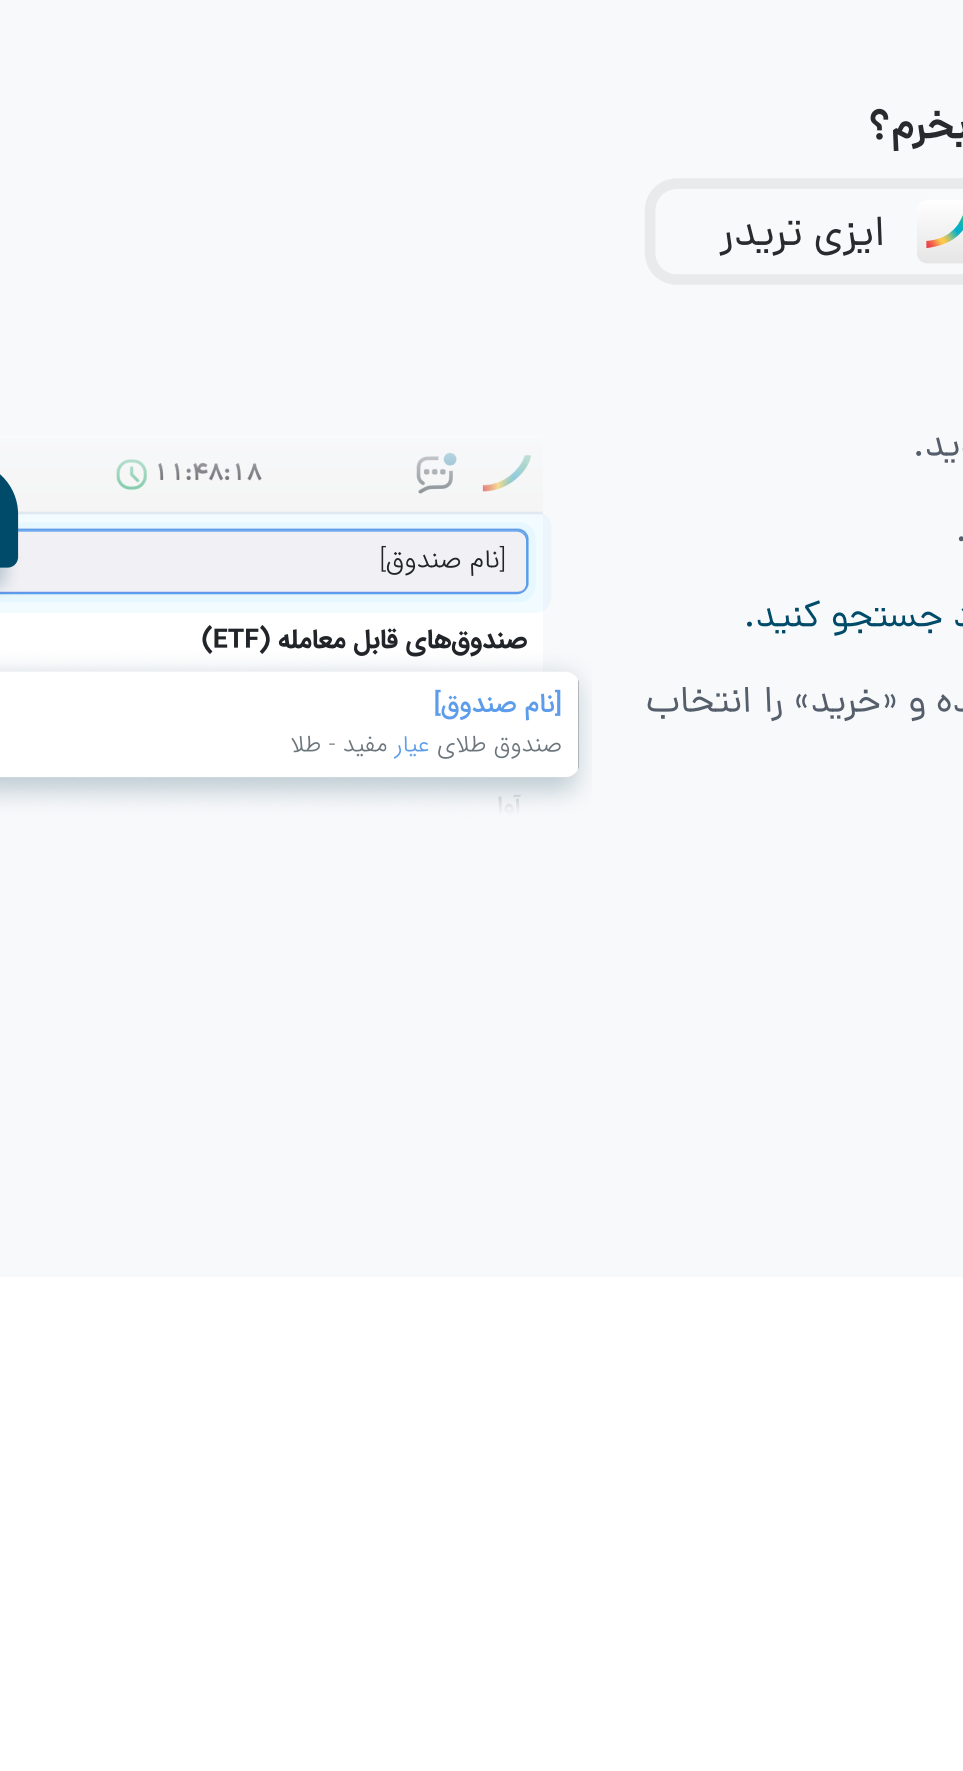 بخرم؟
ایزی تریدر
.
جستجو کنید.
و «خرید» را انتخاب
۱۱:۴۸:۱۸
[نام صندوق]
صندوق‌های قابل معامله (ETF)
[نام صندوق]
صندوق طلای عیار مفید - طلا
آوا